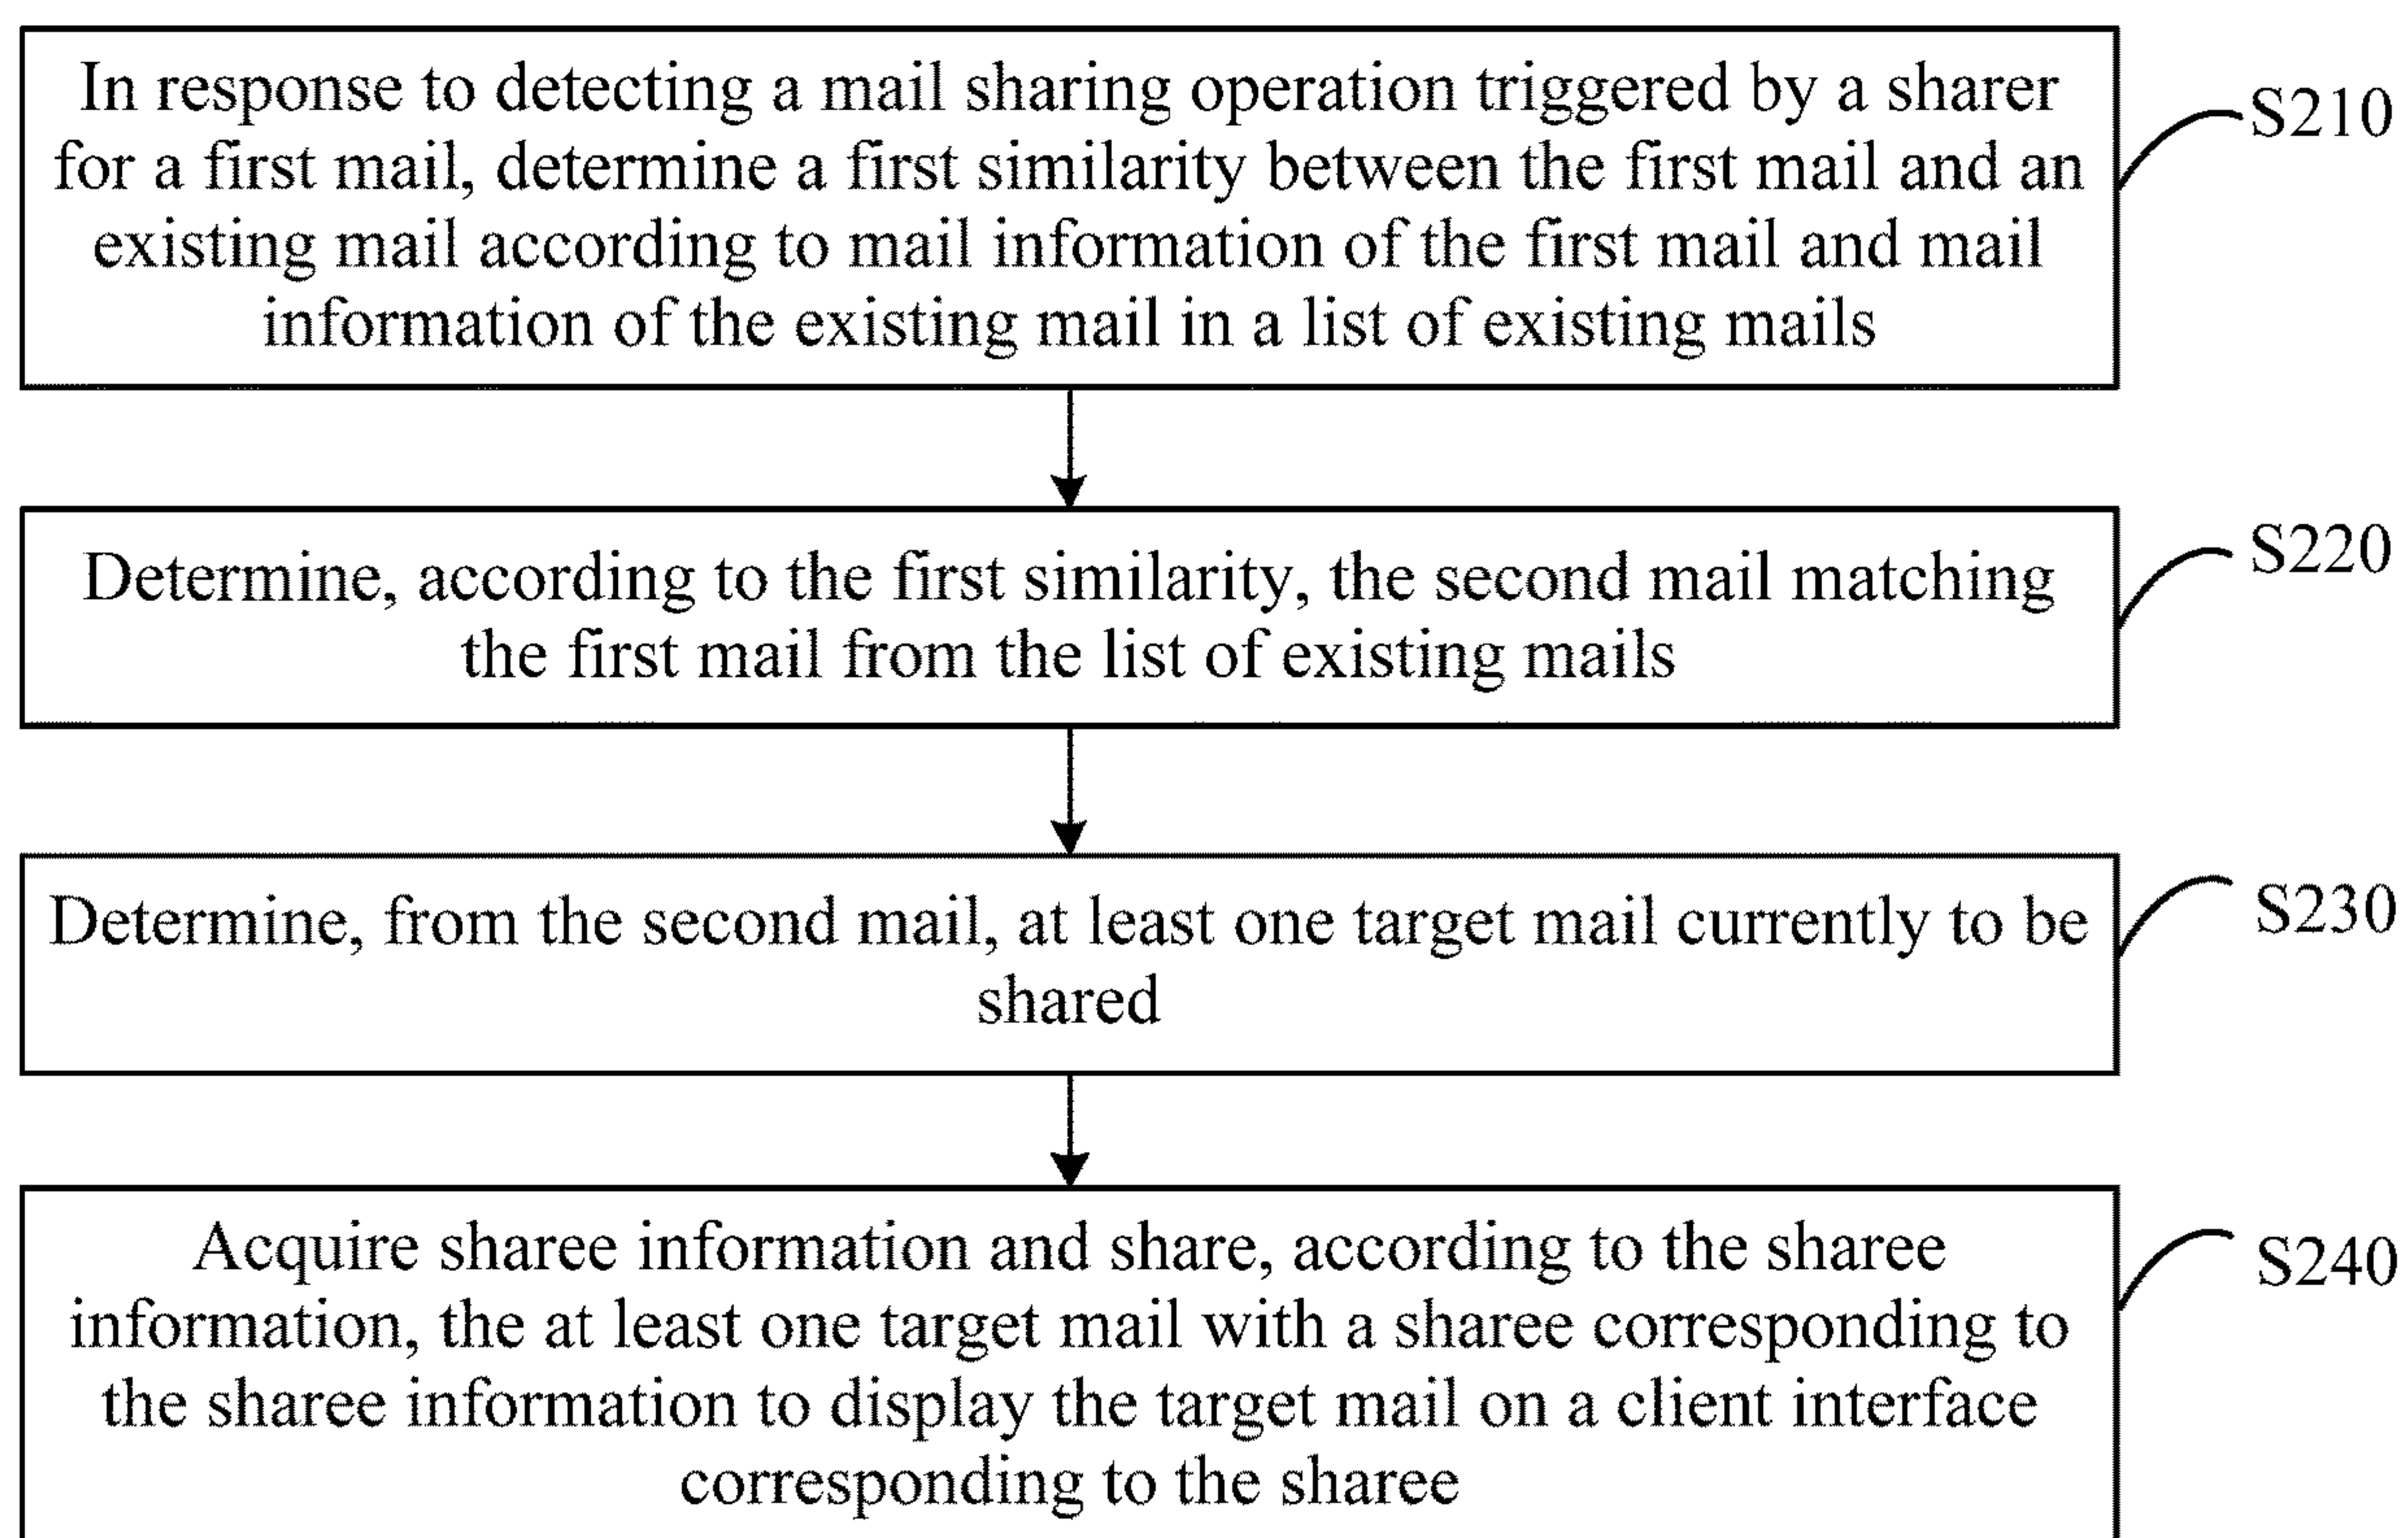 In response to detecting a mail sharing operation triggered by a sharer
for a first mail, determine a first similarity between the first mail and an
existing mail according to mail information of the first mail and mail
information of the existing mail in a list of existing mails
S210
Determine, according to the first similarity, the second mail matching
the first mail from the list of existing mails
S220
Determine, from the second mail, at least one target mail currently to be
shared
S230
Acquire sharee information and share, according to the sharee
information, the at least one target mail with a sharee corresponding to
the sharee information to display the target mail on a client interface
corresponding to the sharee
S240